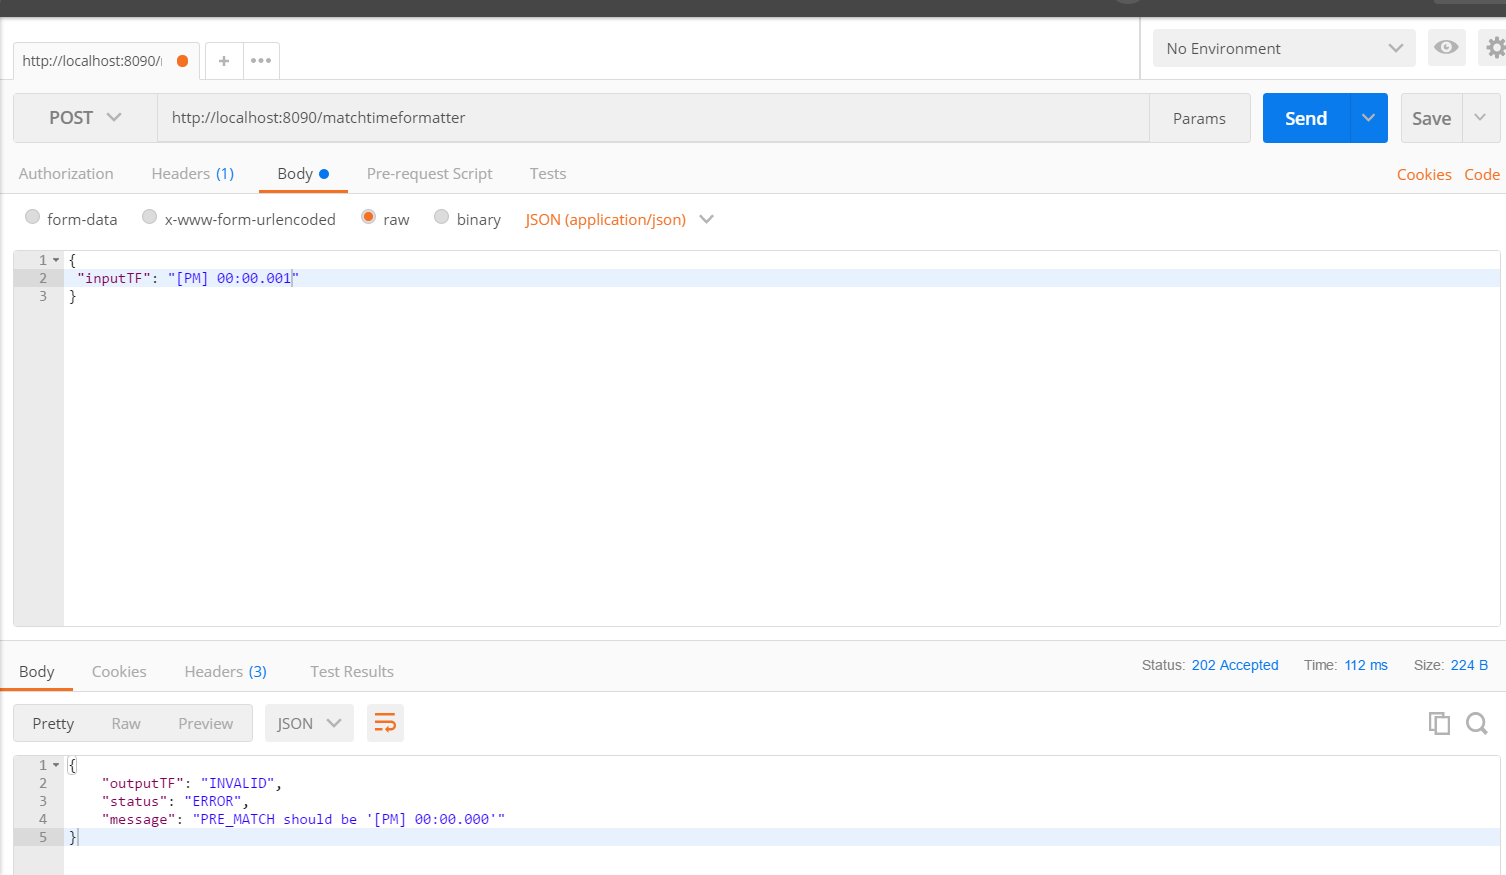 http://localhost:8090/
+
•••
No Environment
POST
http://localhost:8090/matchtimeformatter
Params
Send
Save
Authorization
Headers (1)
Body
Pre-request Script
Tests
Cookies
Code
form-data
x-www-form-urlencoded
raw
binary
JSON (application/json)
1 {
2 "inputTF": "[PM] 00:00.001"
3 }
Body
Cookies
Headers (3)
Test Results
Status: 202 Accepted
Time: 112 ms
Size: 224 B
Pretty
Raw
Preview
JSON
1 {
2 "outputTF": "INVALID",
3 "status": "ERROR",
4 "message": "PRE_MATCH should be '[PM] 00:00.000'"
5 }